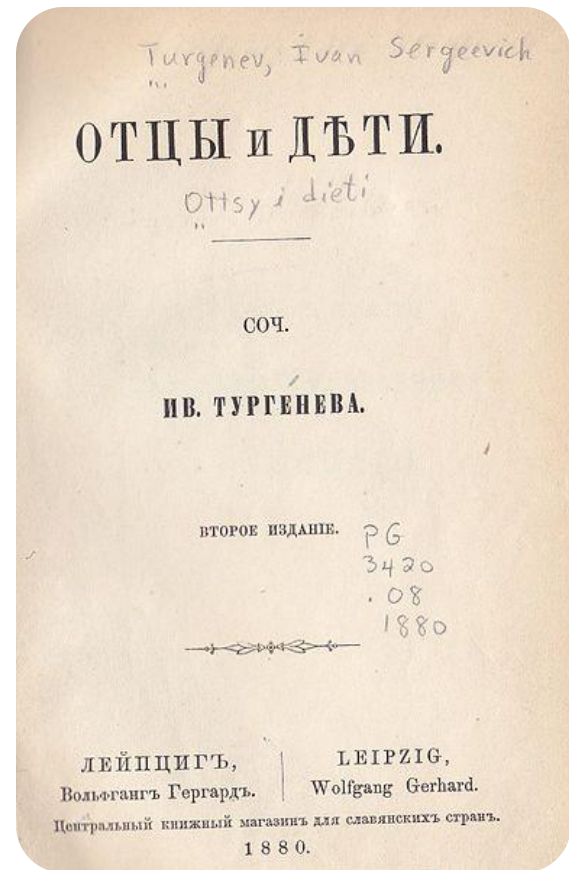 Turgenev, Ivan Sergeevich
ОТЦЫ и ДѢТИ.
Ottsy i dieti
СОЧ.
ИВ. ТУРГЕНЕВА.
ВТОРОЕ ИЗДАНІЕ.
PG
3420
.08
1880
ЛЕЙПЦИГЪ,
Вольфгангъ Гергардъ.
LEIPZIG,
Wolfgang Gerhard.
Центральный книжный магазинъ для славянскихъ странъ.
1880.